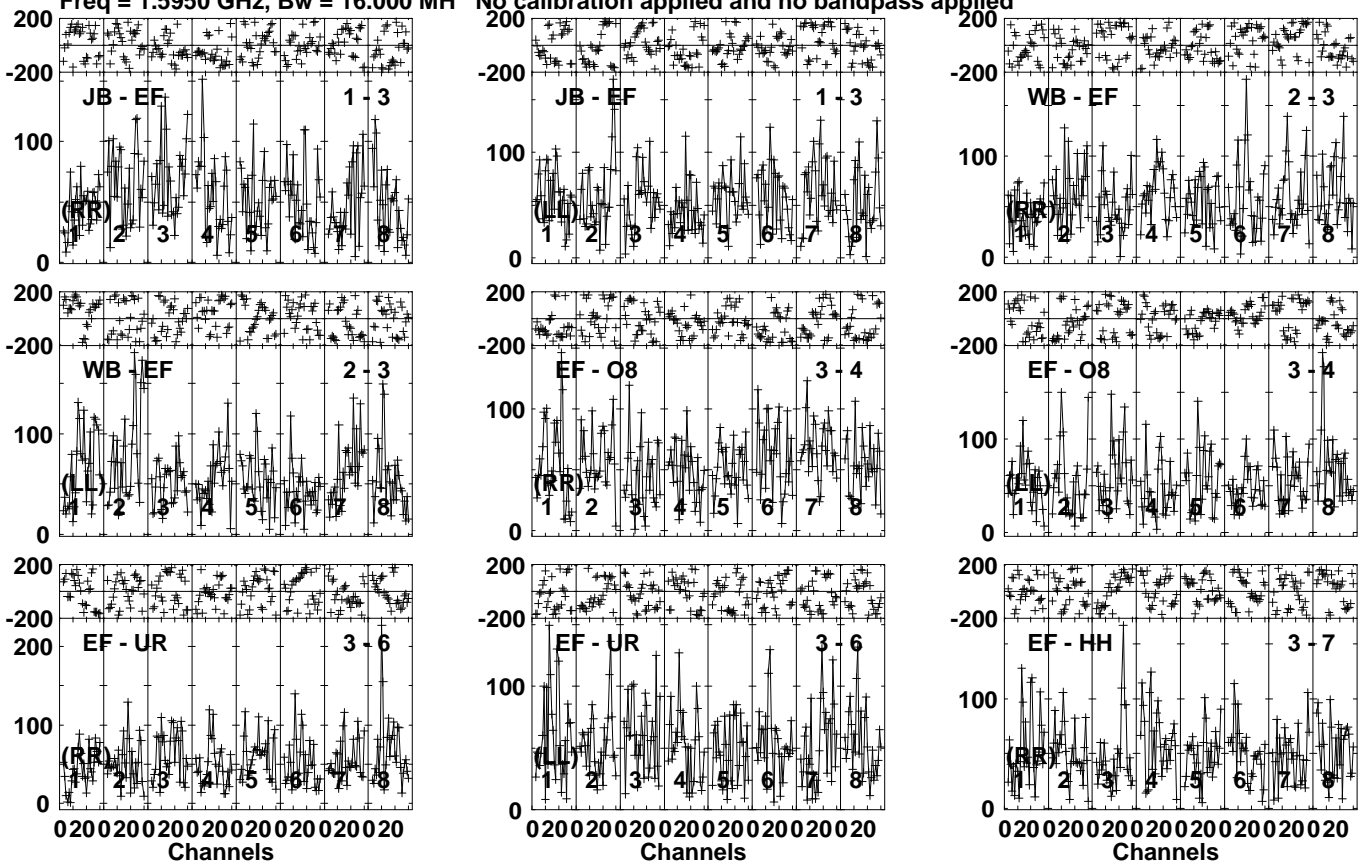 Freq = 1.5950 GHz, Bw = 16.000 MH No calibration applied and no bandpass applied
200
-200
JB - EF 1 - 3
100
(RR)
1 2 3 4 5 6 7 8
0
200
-200
JB - EF 1 - 3
100
(LL)
1 2 3 4 5 6 7 8
0
200
-200
WB - EF 2 - 3
100
(RR)
1 2 3 4 5 6 7 8
0
200
-200
WB - EF 2 - 3
100
(LL)
1 2 3 4 5 6 7 8
0
200
-200
EF - O8 3 - 4
100
(RR)
1 2 3 4 5 6 7 8
0
200
-200
EF - O8 3 - 4
100
(LL)
1 2 3 4 5 6 7 8
0
200
-200
200
EF - UR 3 - 6
100
(RR)
1 2 3 4 5 6 7 8
0
0 20 0 20 0 20 0 20 0 20 0 20 0 20 0 20
Channels
200
-200
EF - UR 3 - 6
100
(LL)
1 2 3 4 5 6 7 8
0
0 20 0 20 0 20 0 20 0 20 0 20 0 20 0 20
Channels
200
-200
EF - HH 3 - 7
100
(RR)
1 2 3 4 5 6 7 8
0
0 20 0 20 0 20 0 20 0 20 0 20 0 20 0 20
Channels